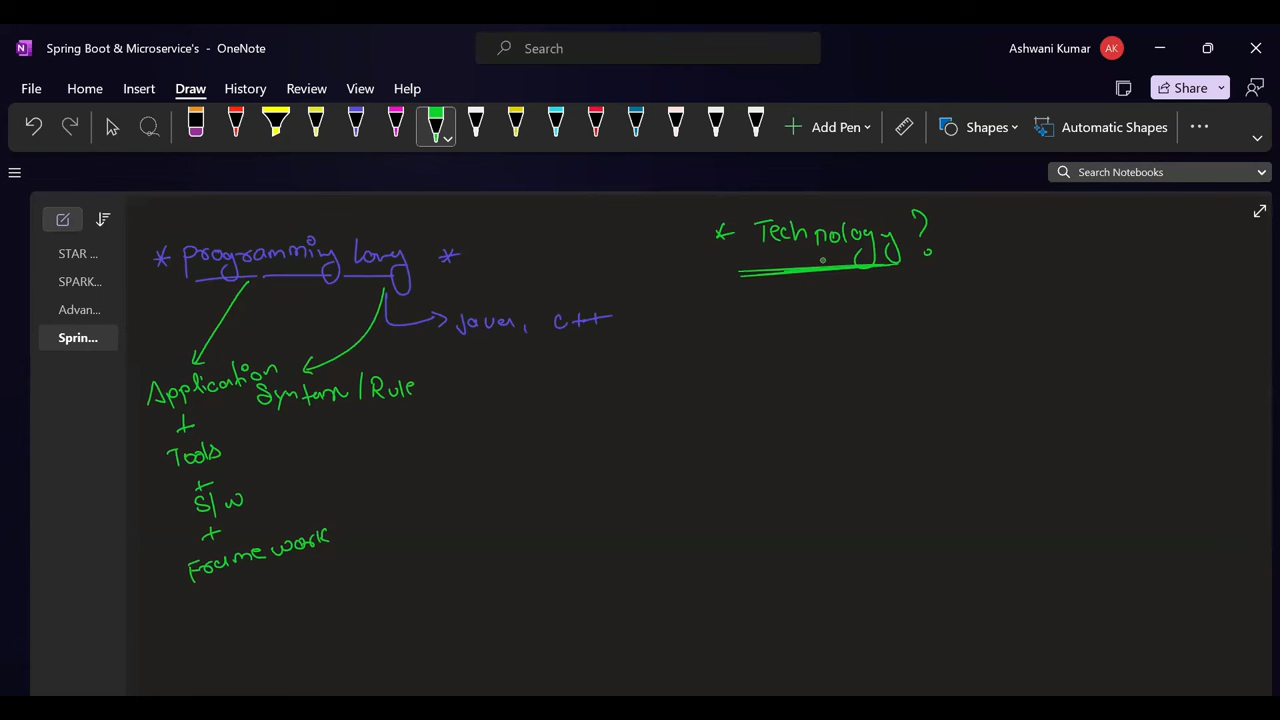 Spring Boot & Microservice's - OneNote
Search
Ashwani Kumar AK
File Home Insert Draw History Review View Help
Share
Add Pen
Shapes
Automatic Shapes
Search Notebooks
STAR ...
SPARK...
Advan...
Sprin...
* Programming lang *
* Technology ?
Java, C++
Application
Syntax / Rule
+
Tools
+
S/w
+
Framework